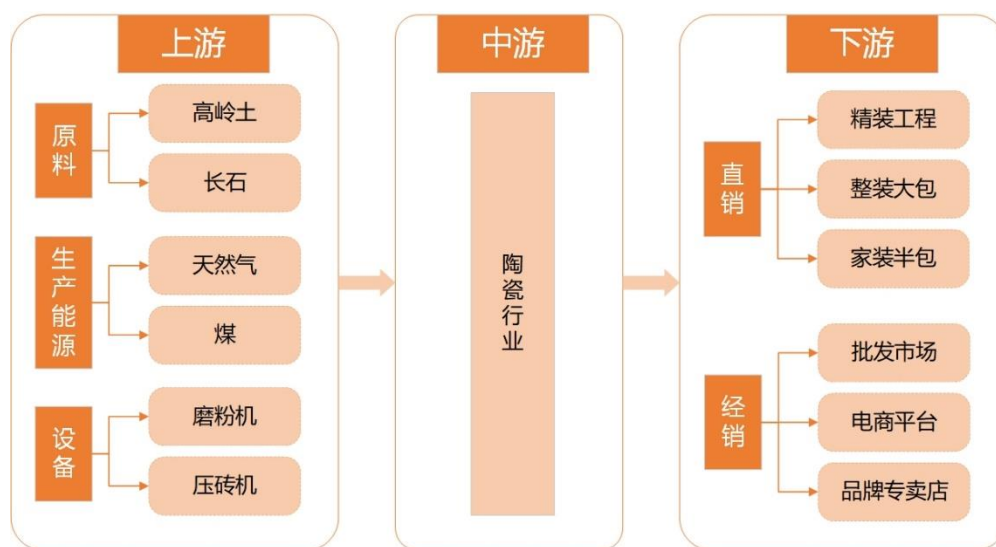 上游
原料
高岭土
长石
生产能源
天然气
煤
设备
磨粉机
压砖机
中游
陶瓷行业
下游
直销
精装工程
整装大包
家装半包
经销
批发市场
电商平台
品牌专卖店